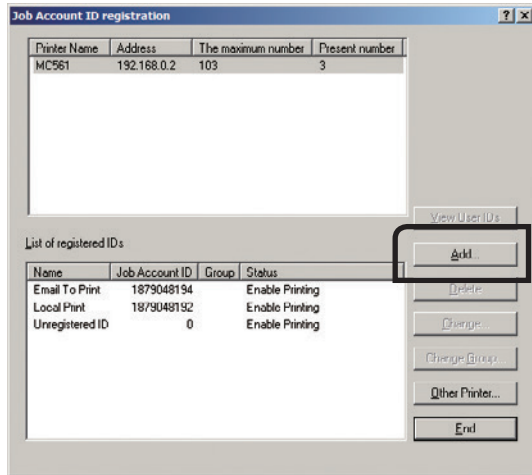 Job Account ID registration
Printer Name Address The maximum number Present number
MC561 192.168.0.2 103 3
View User IDs
List of registered IDs
Add...
Name Job Account ID Group Status
Email To Print 1879048194 Enable Printing
Delete
Local Print 1879048192 Enable Printing
Unregistered ID 0 Enable Printing
Change...
Change Group...
Other Printer...
End